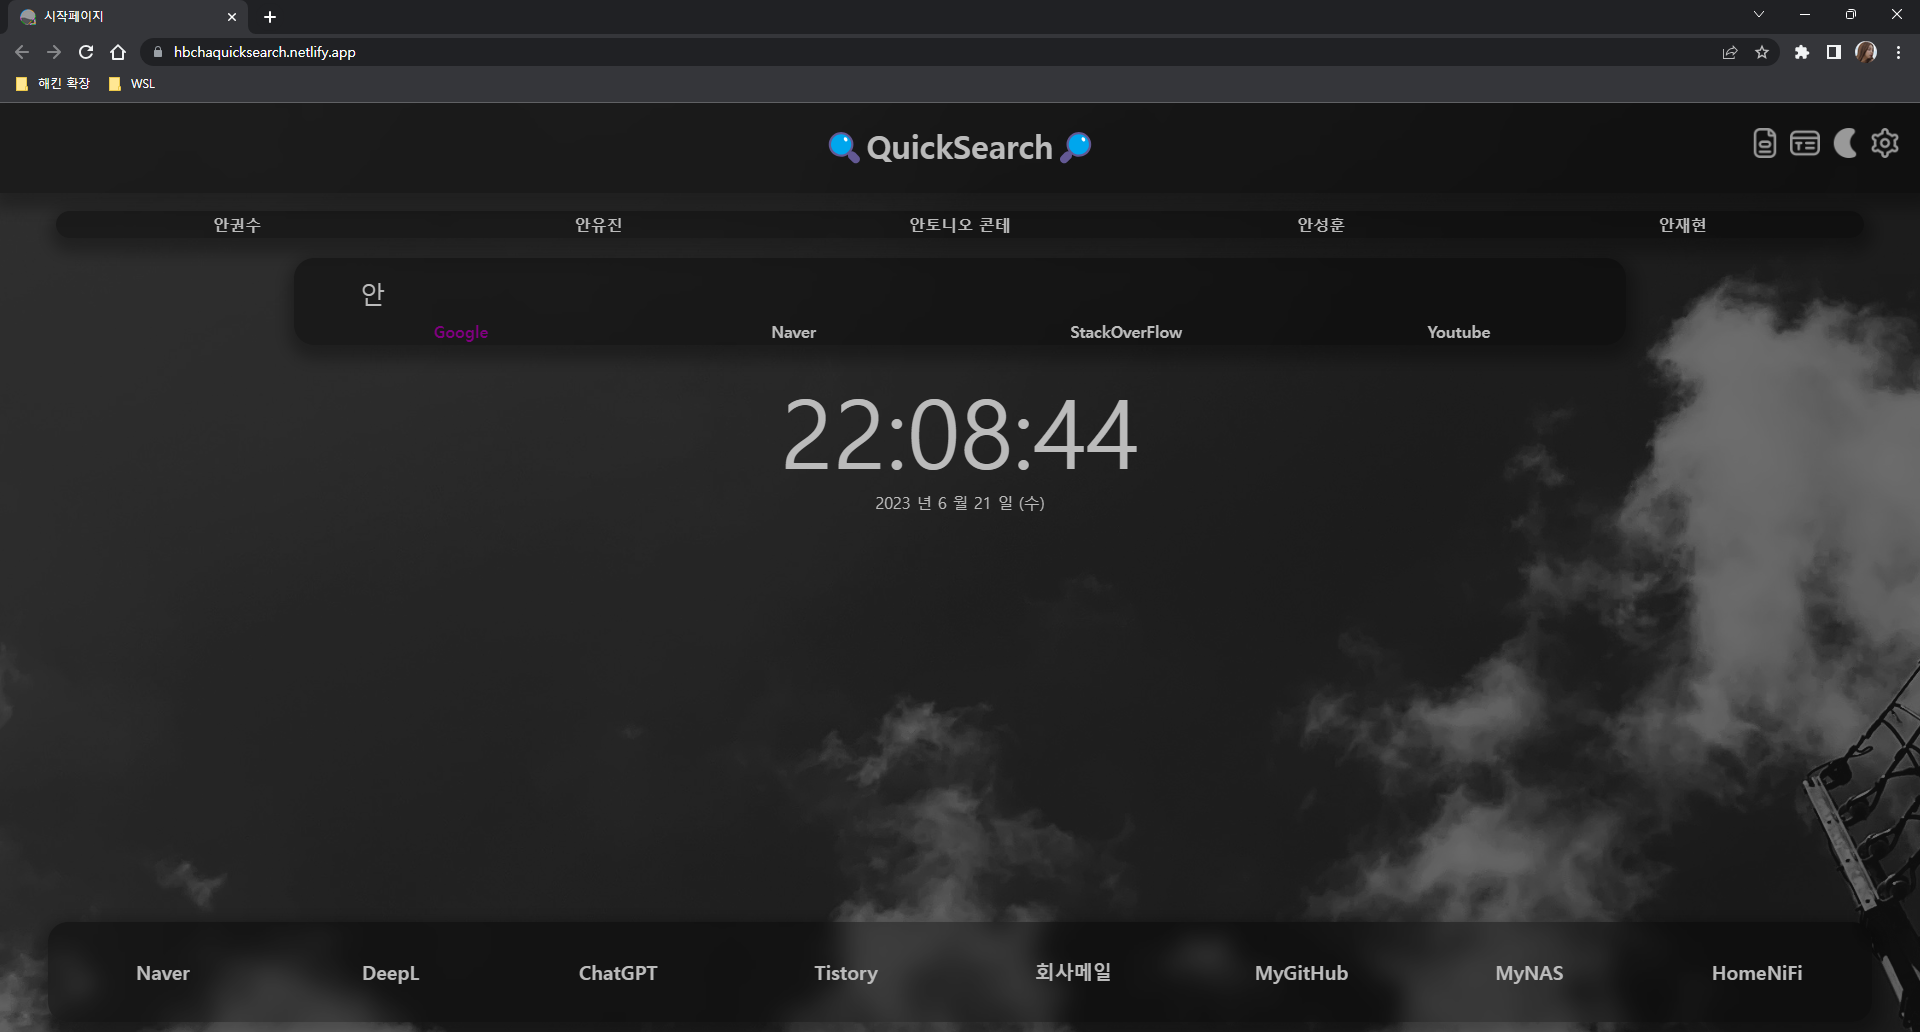 시작페이지
hbchaquicksearch.netlify.app
해킨 확장 WSL
QuickSearch
안권수 안유진 안토니오 콘테 안성훈 안재현
안
Google Naver StackOverFlow Youtube
22:08:44
2023 년 6 월 21 일 (수)
Naver DeepL ChatGPT Tistory 회사메일 MyGitHub MyNAS HomeNiFi